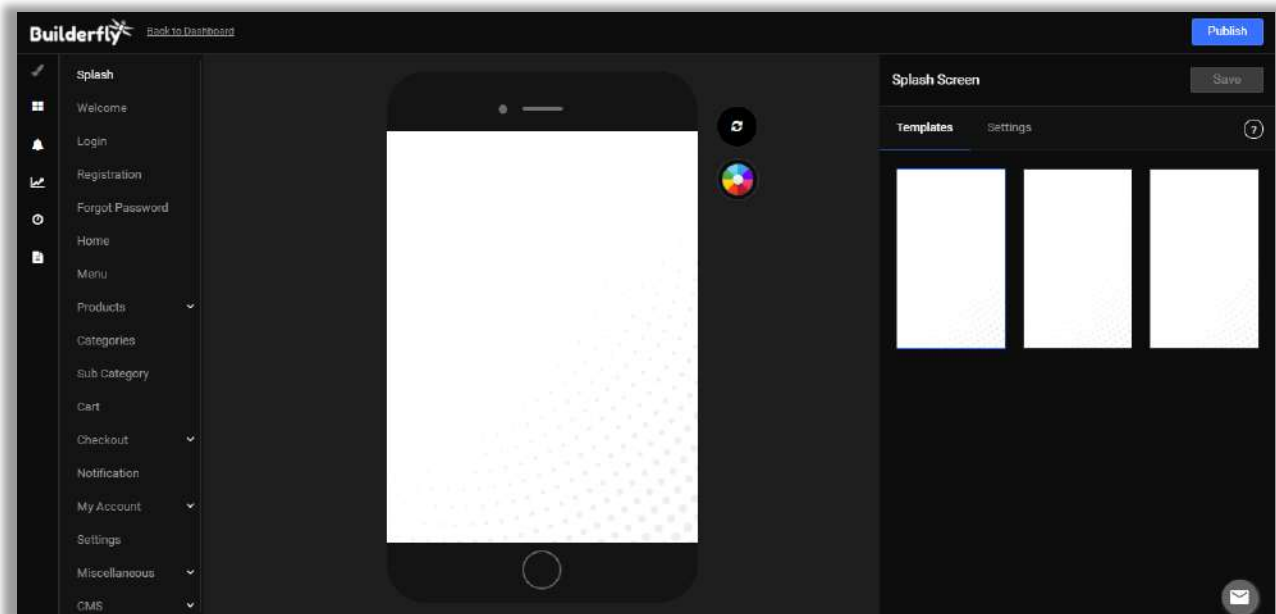 Builderfly Back to Dashboard
Publish
Splash
Welcome
Login
Registration
Forgot Password
Home
Menu
Products
Categories
Sub Category
Cart
Checkout
Notification
My Account
Settings
Miscellaneous
CMS
Splash Screen
Save
Templates Settings
?